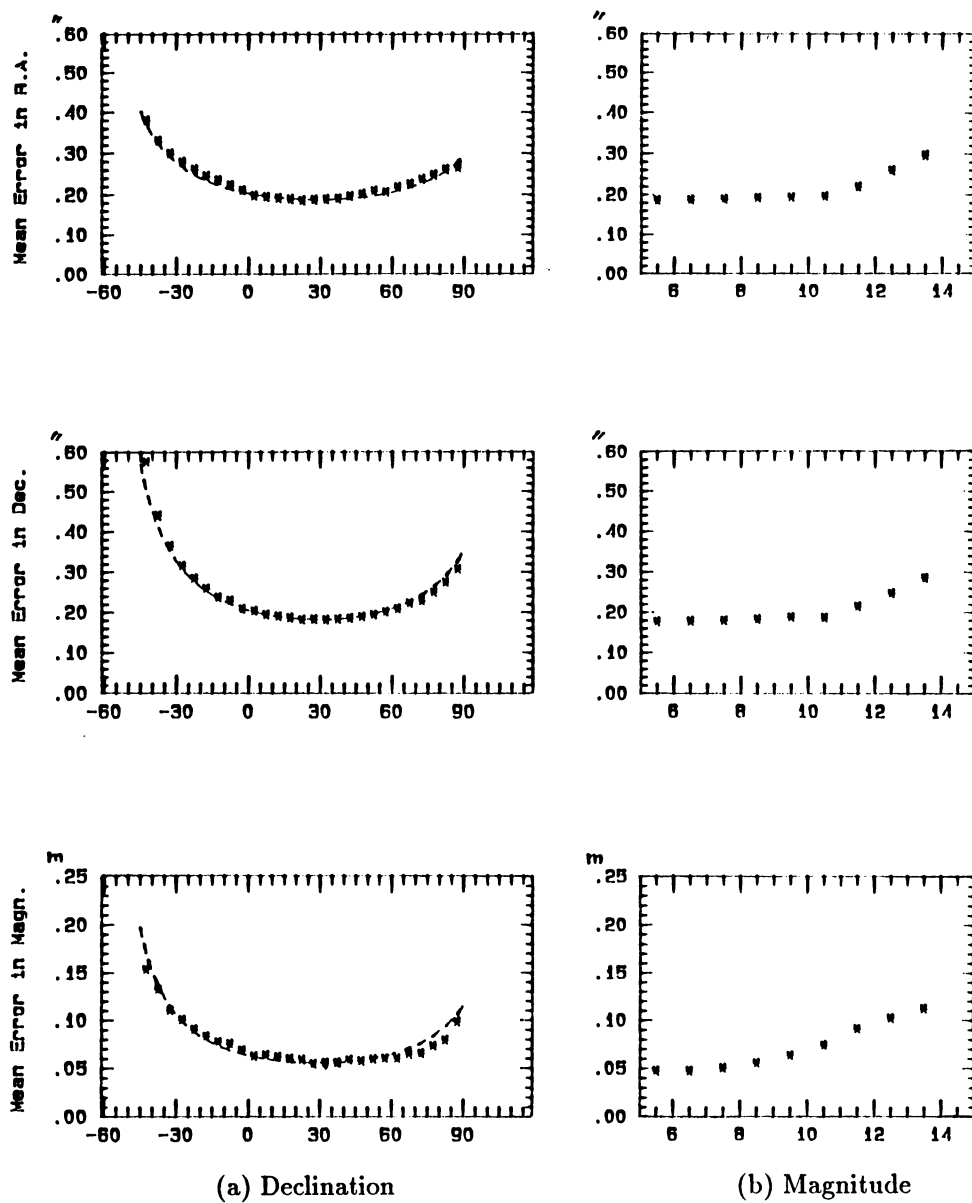 ″ ″
.60 .60
.50 .50
.40 .40
.30 .30
.20 .20
.10 .10
.00 .00
Mean Error in R.A.
-60 -30 0 30 60 90
6 8 10 12 14
″ ″
.60 .60
.50 .50
.40 .40
.30 .30
.20 .20
.10 .10
.00 .00
Mean Error in Dec.
-60 -30 0 30 60 90
6 8 10 12 14
m m
.25 .25
.20 .20
.15 .15
.10 .10
.05 .05
.00 .00
Mean Error in Magn.
-60 -30 0 30 60 90
6 8 10 12 14
(a) Declination
(b) Magnitude